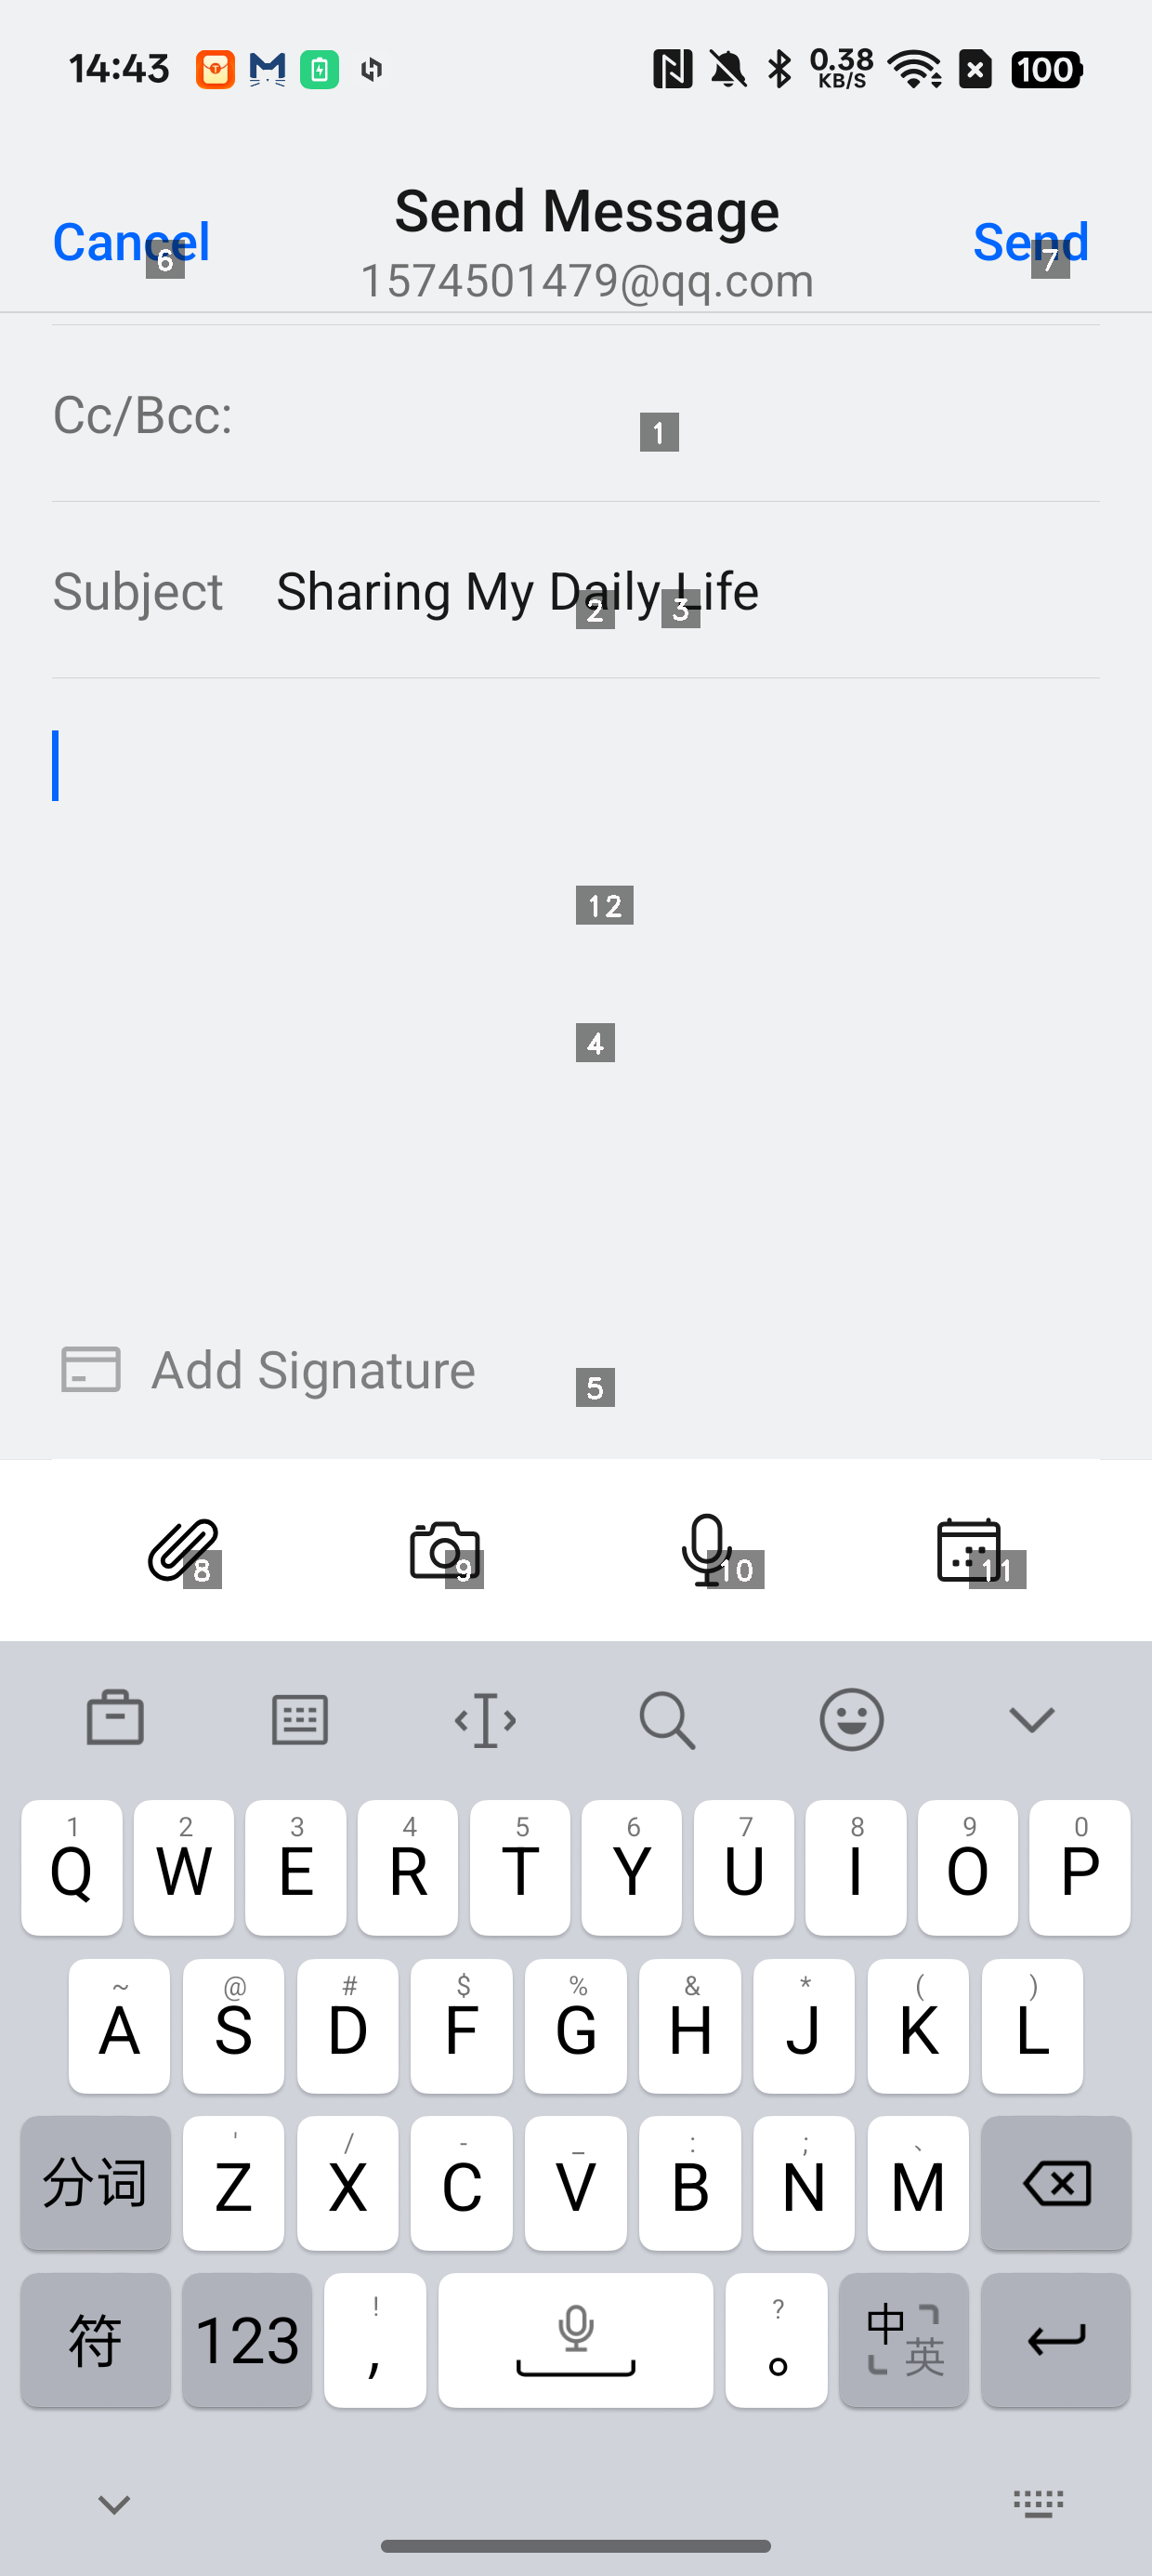 14:43 0.38 KB/S 100
Cancel Send Message Send
6 7
1574501479@qq.com
Cc/Bcc:
1
Subject Sharing My Daily Life
2 3
12
4
Add Signature
5
8 9 10 11
1 2 3 4 5 6 7 8 9 0
Q W E R T Y U I O P
~ @ # $ % & * ( )
A S D F G H J K L
' / - _ : ; 、
分词 Z X C V B N M
! ?
符 123 , 。 中 英